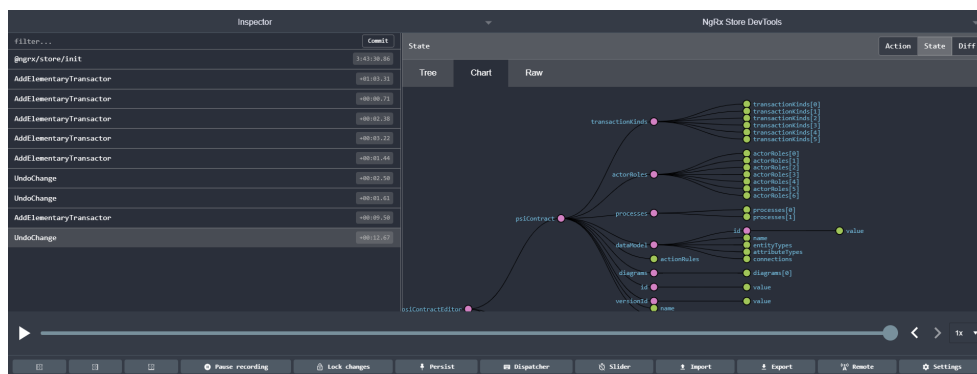 Inspector
NgRx Store DevTools
filter...
Commit
State
Action
State
Diff
@ngrx/store/init
3:43:30.86
AddElementaryTransactor
+01:03.31
AddElementaryTransactor
+00:00.71
AddElementaryTransactor
+00:02.38
AddElementaryTransactor
+00:03.22
AddElementaryTransactor
+00:01.44
UndoChange
+00:02.50
UndoChange
+00:01.61
AddElementaryTransactor
+00:09.50
UndoChange
+00:12.67
Tree
Chart
Raw
transactionKinds
transactionKinds[0]
transactionKinds[1]
transactionKinds[2]
transactionKinds[3]
transactionKinds[4]
transactionKinds[5]
actorRoles
actorRoles[0]
actorRoles[1]
actorRoles[2]
actorRoles[3]
actorRoles[4]
actorRoles[5]
actorRoles[6]
psiContract
processes
processes[0]
processes[1]
dataModel
id
value
name
entityTypes
attributeTypes
connections
actionRules
diagrams
diagrams[0]
id
value
versionId
value
name
psiContractEditor
1x
Pause recording
Lock changes
Persist
Dispatcher
Slider
Import
Export
Remote
Settings